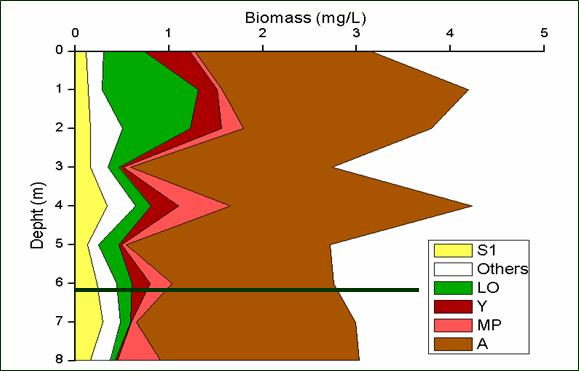 Biomass (mg/L)
0 1 2 3 4 5
Depht (m)
0
1
2
3
4
5
6
7
8
S1
Others
LO
Y
MP
A